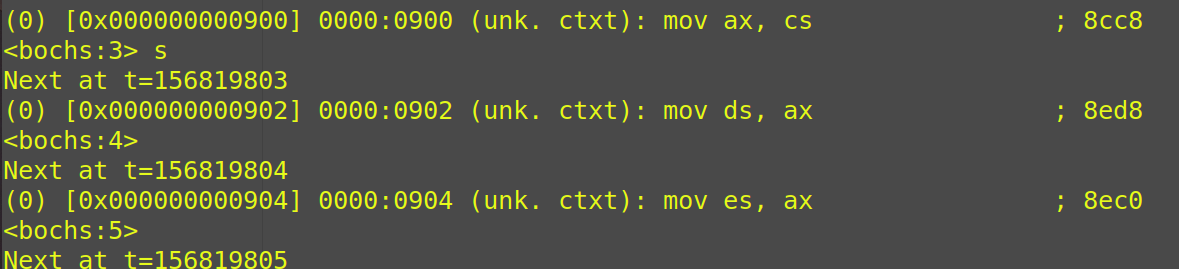 (0) [0x000000000900] 0000:0900 (unk. ctxt): mov ax, cs                ; 8cc8
<bochs:3> s
Next at t=156819803
(0) [0x000000000902] 0000:0902 (unk. ctxt): mov ds, ax                ; 8ed8
<bochs:4>
Next at t=156819804
(0) [0x000000000904] 0000:0904 (unk. ctxt): mov es, ax                ; 8ec0
<bochs:5>
Next at t=156819805